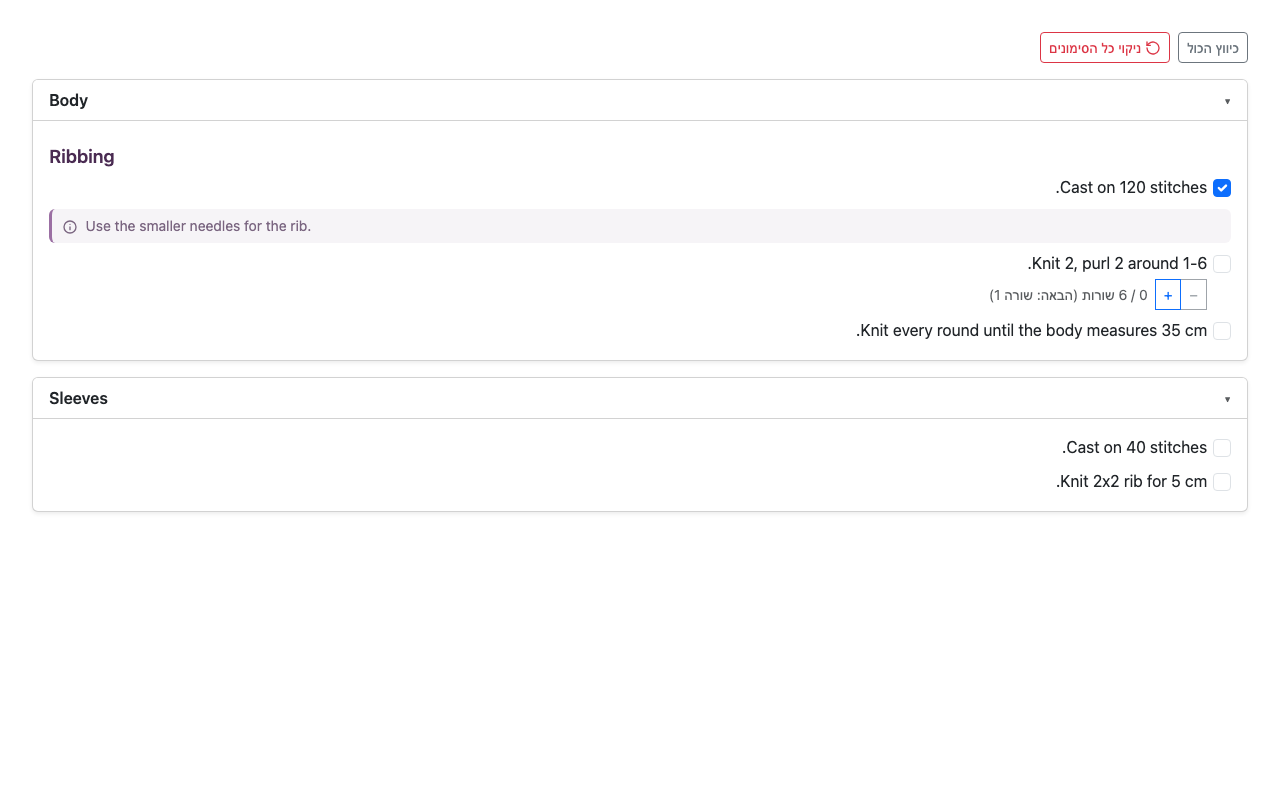 כיווץ הכול
ניקוי כל הסימונים
Body
Ribbing
.Cast on 120 stitches
Use the smaller needles for the rib.
.Knit 2, purl 2 around 1-6
− + 0 / 6 שורות (הבאה: שורה 1)
.Knit every round until the body measures 35 cm
Sleeves
.Cast on 40 stitches
.Knit 2x2 rib for 5 cm